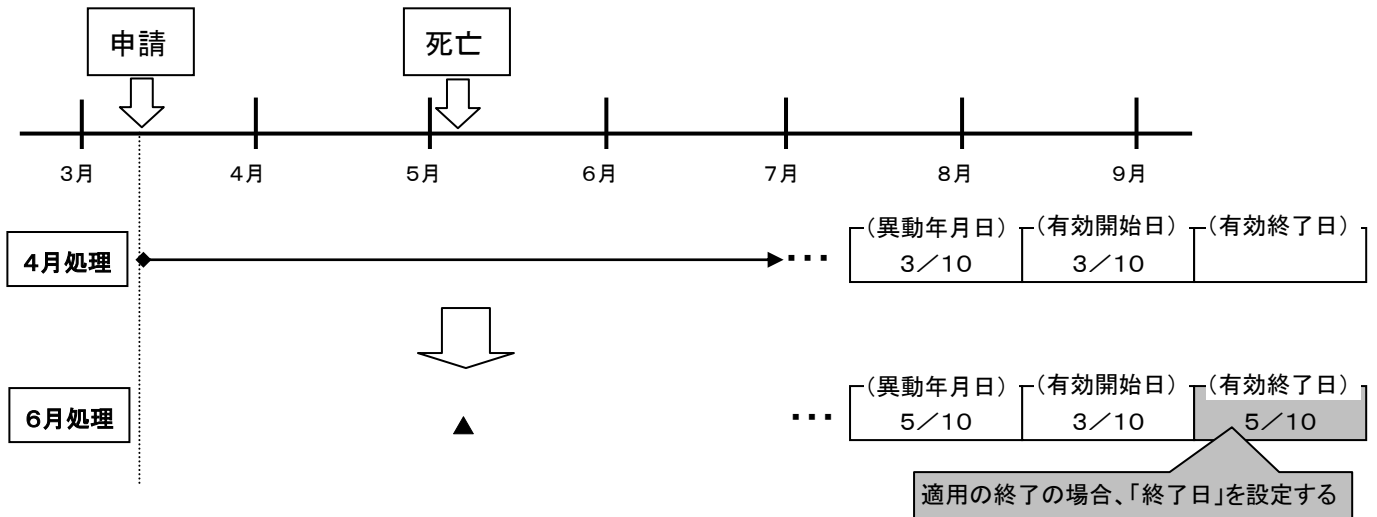 申請
死亡
3月
4月
5月
6月
7月
8月
9月
4月処理
・・・
(異動年月日)
(有効開始日)
(有効終了日)
3/10
3/10
6月処理
・・・
(異動年月日)
(有効開始日)
(有効終了日)
5/10
3/10
5/10
適用の終了の場合、「終了日」を設定する